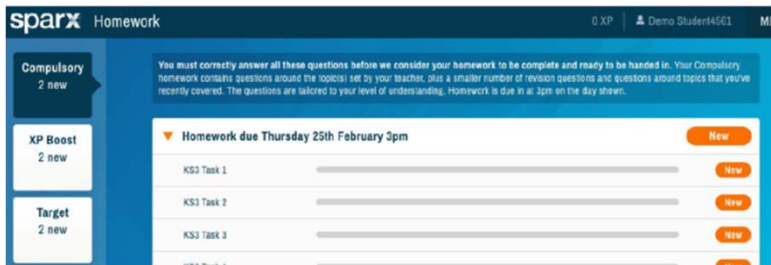 sparx Homework
0 XP
Demo Student4561
Compulsory
2 new
You must correctly answer all these questions before we consider your homework to be complete and ready to be handed in. Your Compulsory
homework contains questions around the topic(s) set by your teacher, plus a smaller number of revision questions and questions around topics that you've
recently covered. The questions are tailored to your level of understanding. Homework is due in at 3pm on the day shown.
XP Boost
2 new
Homework due Thursday 25th February 3pm
New
KS3 Task 1
New
KS3 Task 2
New
Target
2 new
KS3 Task 3
New